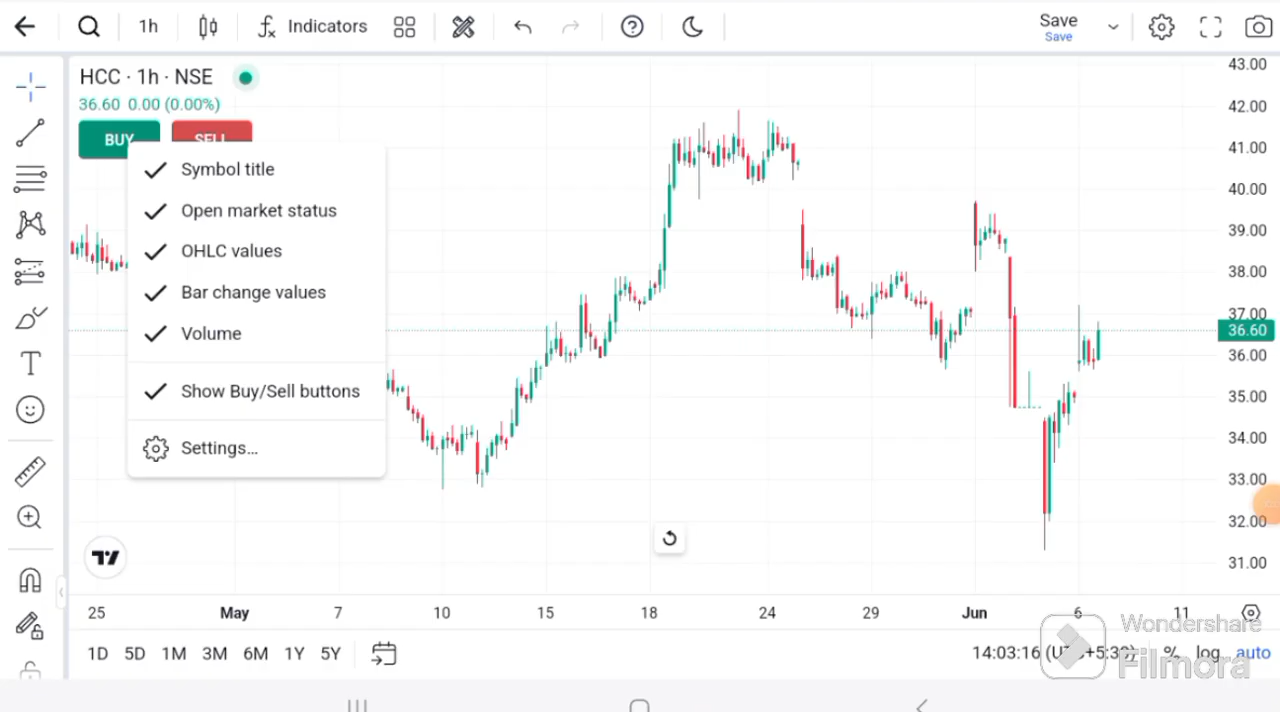 1h
Indicators
Save
Save
HCC · 1h · NSE
36.60 0.00 (0.00%)
BUY
SELL
Symbol title
Open market status
OHLC values
Bar change values
Volume
Show Buy/Sell buttons
Settings...
43.00
42.00
41.00
40.00
39.00
38.00
37.00
36.60
36.00
35.00
34.00
33.00
32.00
31.00
25 May 7 10 15 18 24 29 Jun 6 11
1D 5D 1M 3M 6M 1Y 5Y
14:03:16 (UTC+5:30) % log auto
Wondershare
Filmora